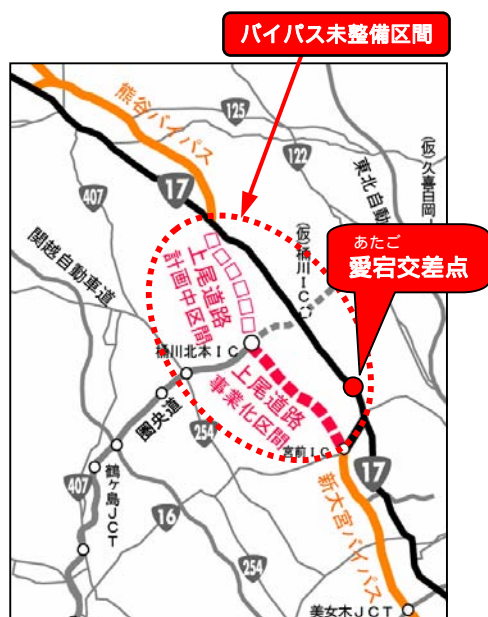 バイパス未整備区間
熊谷バイパス
125
(仮)久喜白岡
122
東北自動
17
407
関越自動車道
(仮)桶川IC
あたご
愛宕交差点
上尾道路
計画中区間
桶川北本IC
上尾道路
事業化区間
圏央道
254
宮前IC
17
407
鶴ヶ島JCT
16
新大宮バイパス
254
美女木JCT